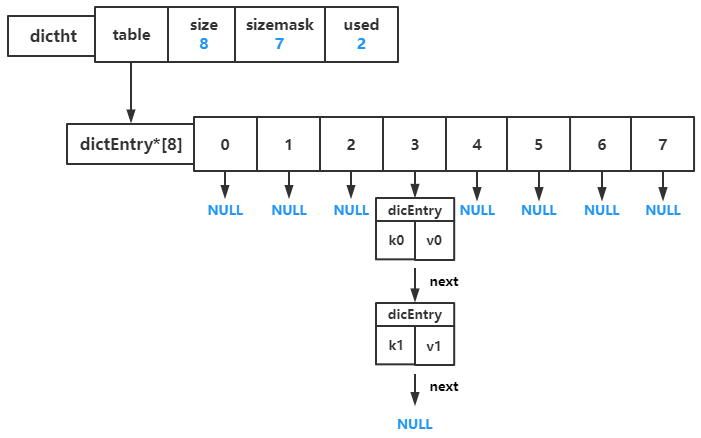 dictht table size 8 sizemask 7 used 2
dictEntry*[8] 0 1 2 3 4 5 6 7
NULL NULL NULL NULL NULL NULL NULL
dicEntry
k0 v0
next
dicEntry
k1 v1
next
NULL